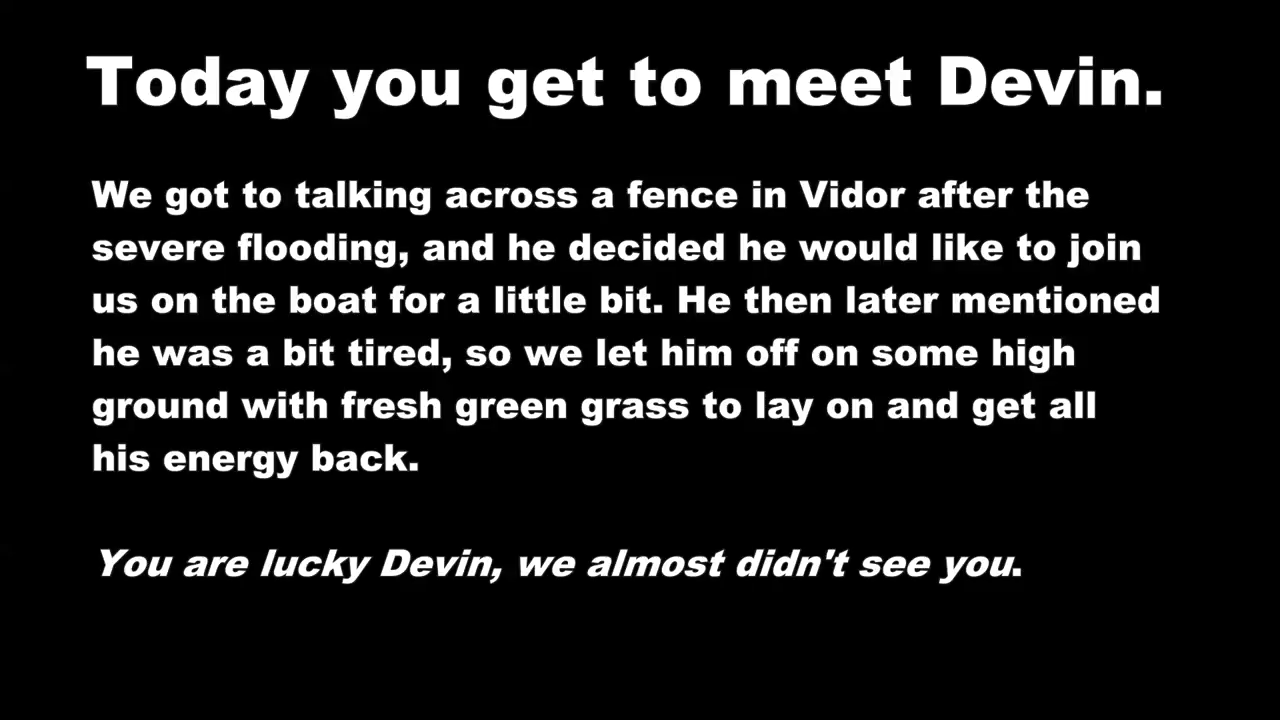 Today you get to meet Devin.
We got to talking across a fence in Vidor after the
severe flooding, and he decided he would like to join
us on the boat for a little bit. He then later mentioned
he was a bit tired, so we let him off on some high
ground with fresh green grass to lay on and get all
his energy back.
You are lucky Devin, we almost didn't see you.